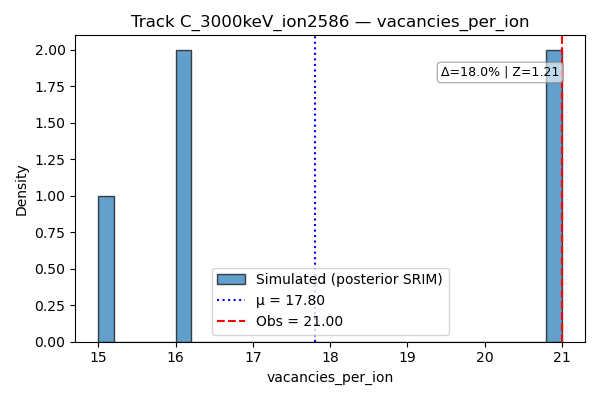 Track C_3000keV_ion2586 — vacancies_per_ion
Density
2.00
1.75
1.50
1.25
1.00
0.75
0.50
0.25
0.00
Δ=18.0% | Z=1.21
Simulated (posterior SRIM)
μ = 17.80
Obs = 21.00
15 16 17 18 19 20 21
vacancies_per_ion